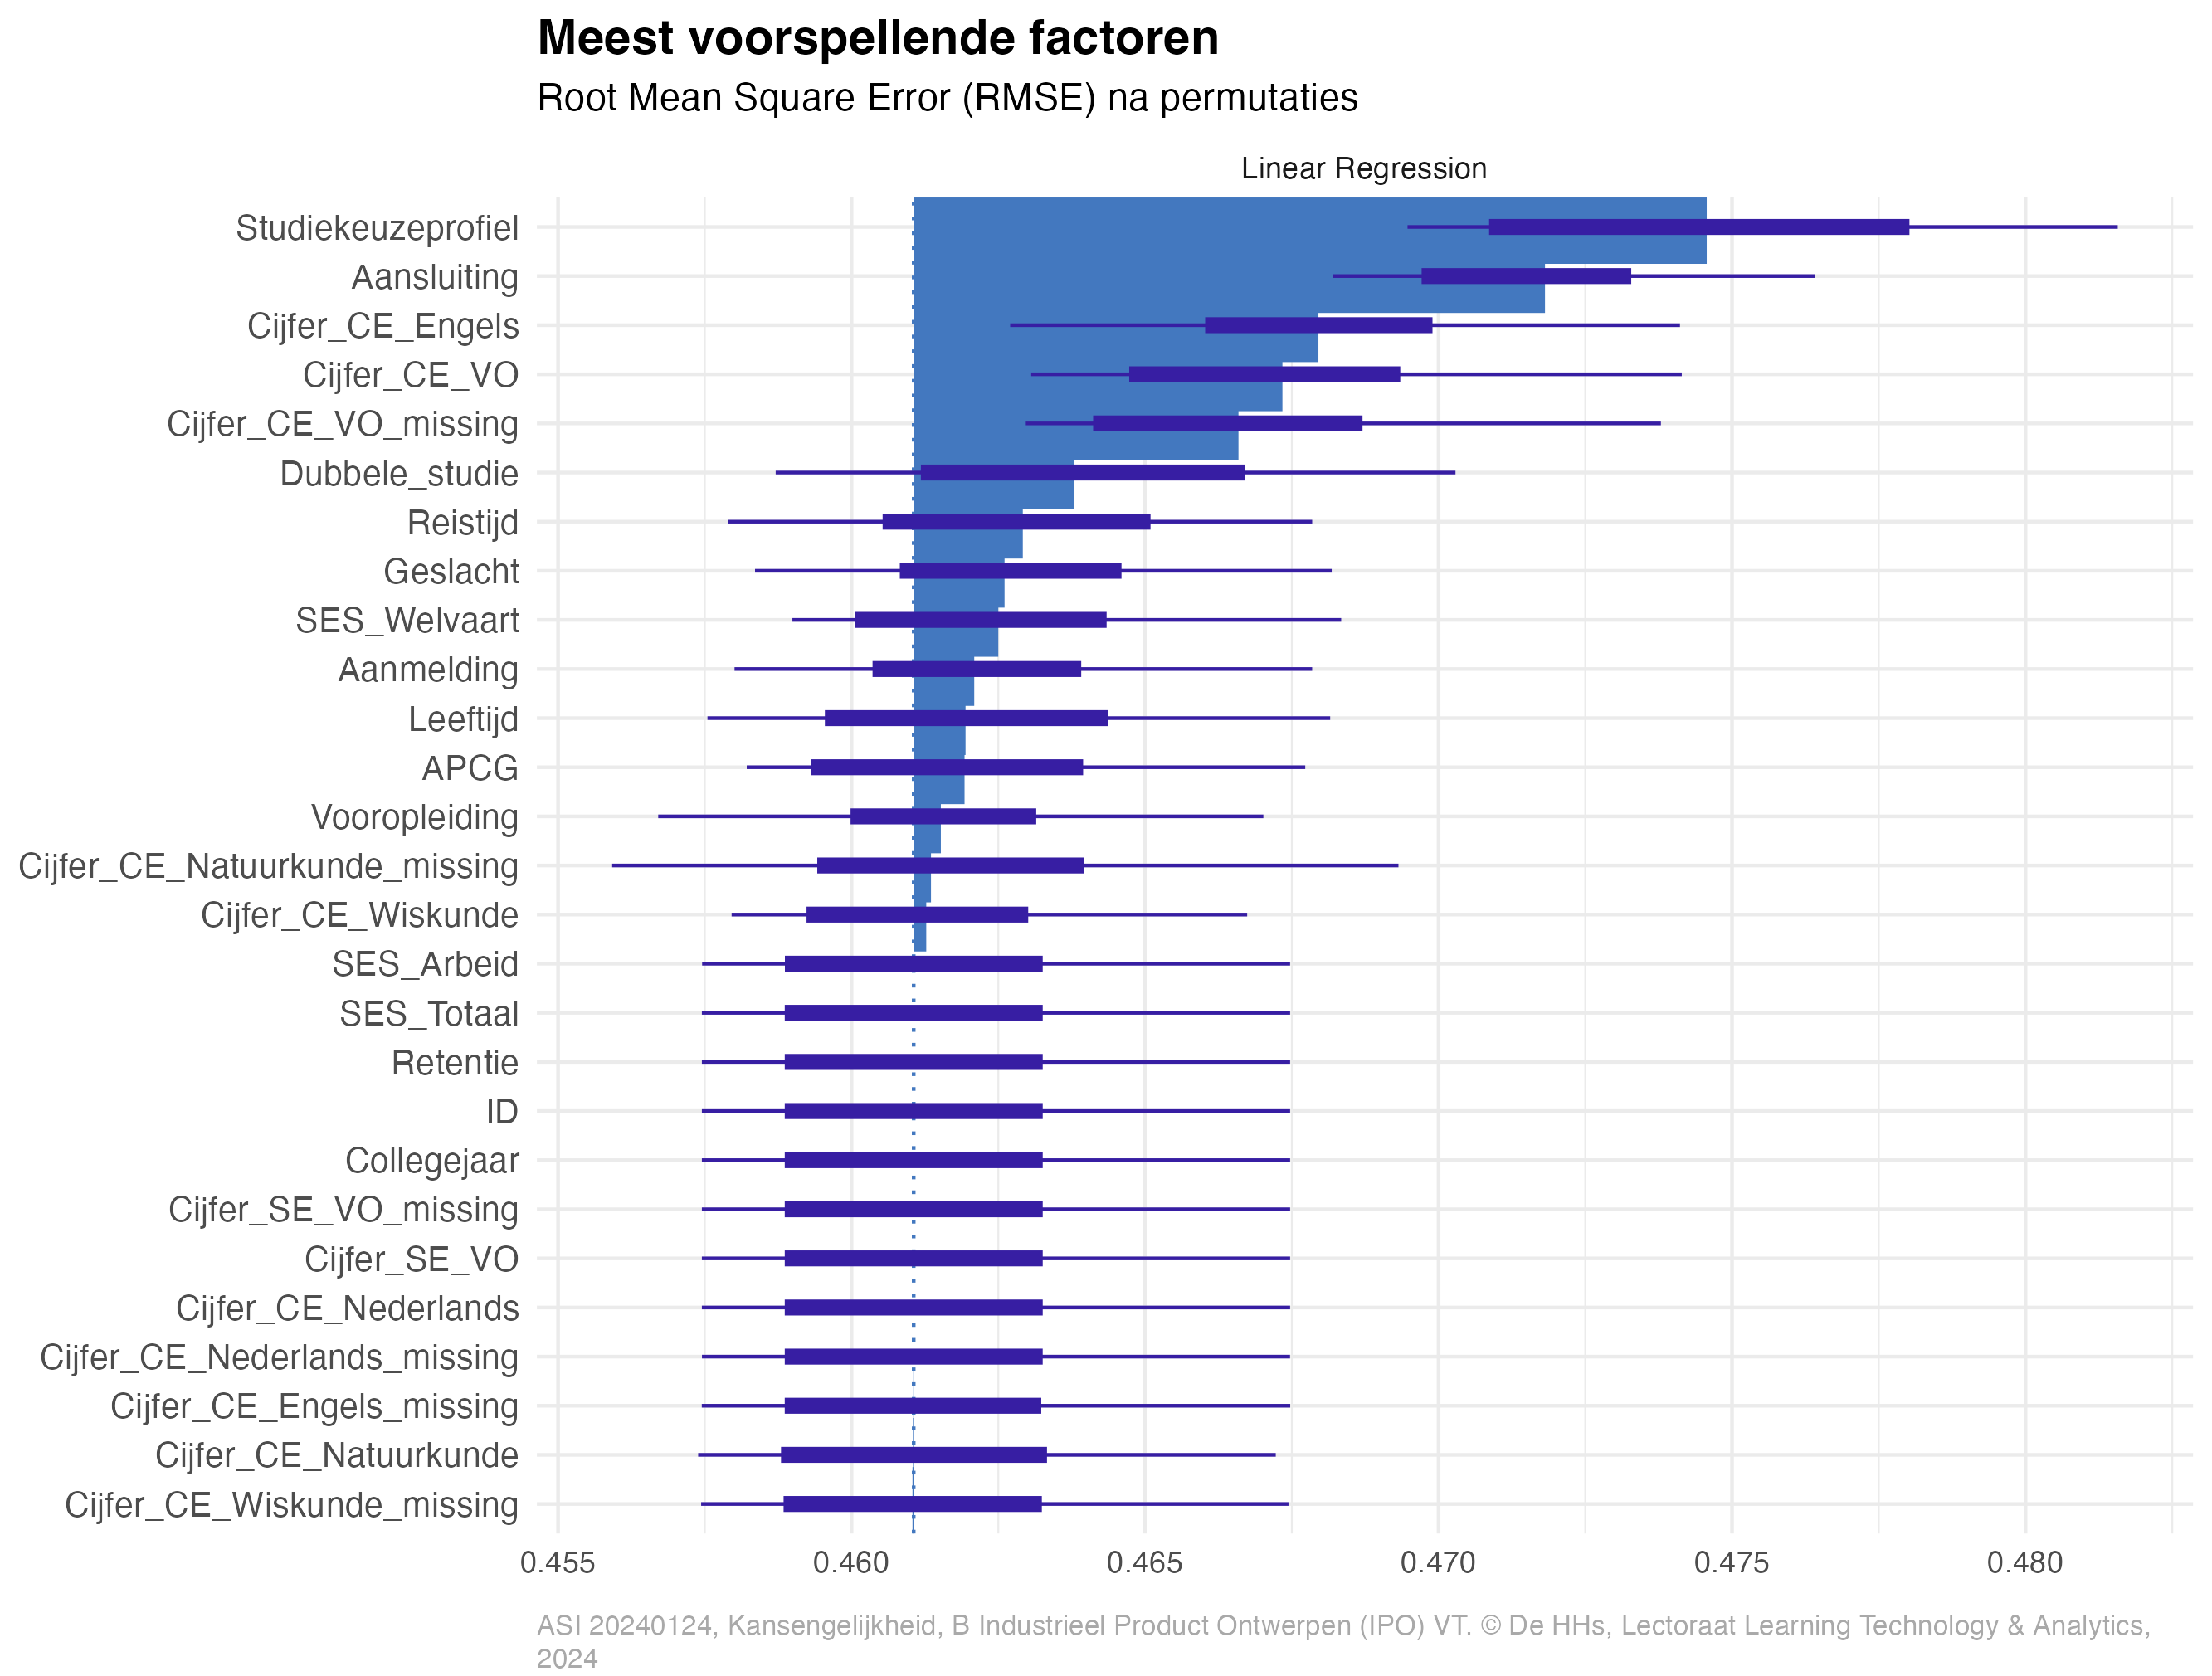 Meest voorspellende factoren
Root Mean Square Error (RMSE) na permutaties
Linear Regression
Studiekeuzeprofiel
Aansluiting
Cijfer_CE_Engels
Cijfer_CE_VO
Cijfer_CE_VO_missing
Dubbele_studie
Reistijd
Geslacht
SES_Welvaart
Aanmelding
Leeftijd
APCG
Vooropleiding
Cijfer_CE_Natuurkunde_missing
Cijfer_CE_Wiskunde
SES_Arbeid
SES_Totaal
Retentie
ID
Collegejaar
Cijfer_SE_VO_missing
Cijfer_SE_VO
Cijfer_CE_Nederlands
Cijfer_CE_Nederlands_missing
Cijfer_CE_Engels_missing
Cijfer_CE_Natuurkunde
Cijfer_CE_Wiskunde_missing
0.455 0.460 0.465 0.470 0.475 0.480
ASI 20240124, Kansengelijkheid, B Industrieel Product Ontwerpen (IPO) VT. © De HHs, Lectoraat Learning Technology & Analytics,
2024